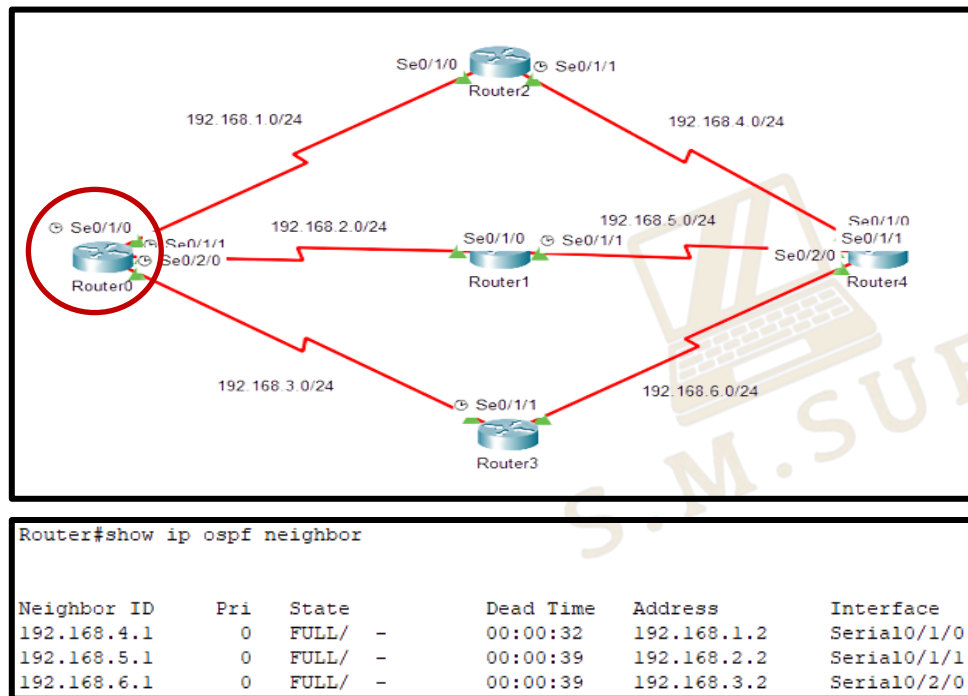 Se0/1/0
Se0/1/1
Router2
192.168.1.0/24
192.168.4.0/24
Se0/1/0
192.168.2.0/24
192.168.5.0/24
Se0/1/0
Se0/1/1
Se0/1/0
Se0/1/1
Se0/1/1
Se0/2/0
Se0/2/0
Router0
Router1
Router4
192.168.3.0/24
192.168.6.0/24
Se0/1/1
Router3
S.M.SUF
Router#show ip ospf neighbor
Neighbor ID Pri State Dead Time Address Interface
192.168.4.1 0 FULL/ - 00:00:32 192.168.1.2 Serial0/1/0
192.168.5.1 0 FULL/ - 00:00:39 192.168.2.2 Serial0/1/1
192.168.6.1 0 FULL/ - 00:00:39 192.168.3.2 Serial0/2/0